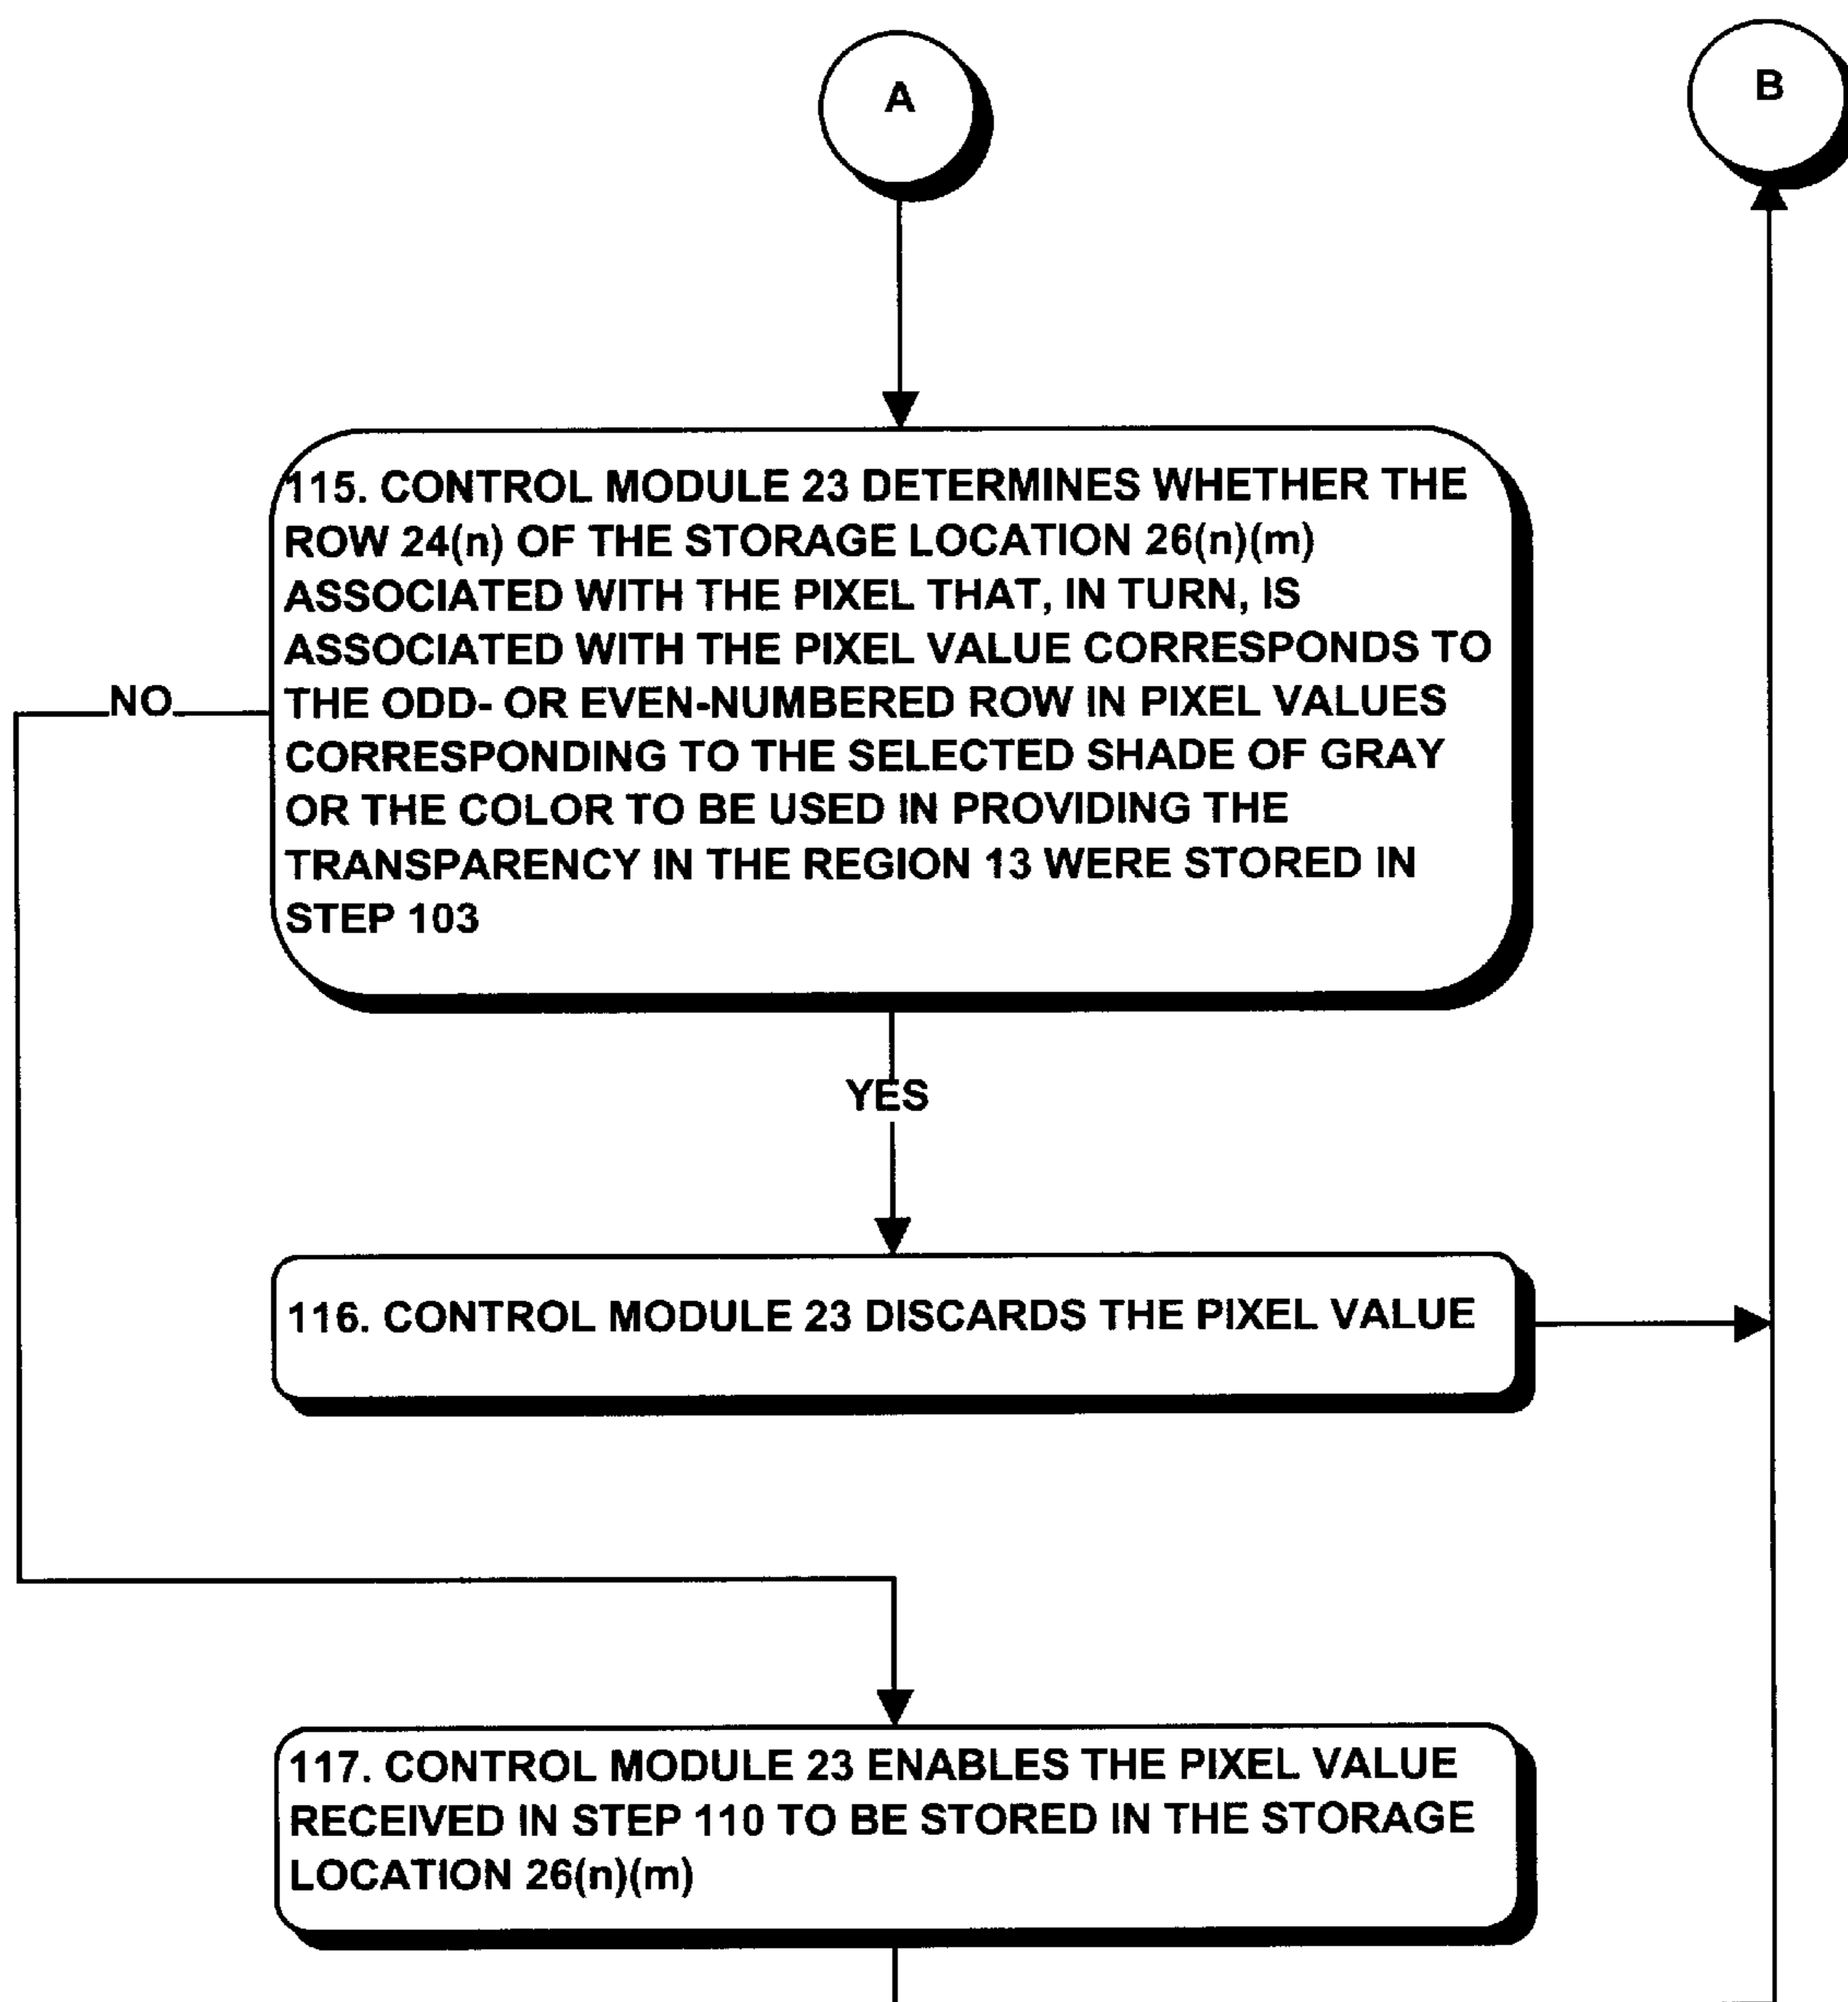 A
B
115. CONTROL MODULE 23 DETERMINES WHETHER THE
ROW 24(n) OF THE STORAGE LOCATION 26(n)(m)
ASSOCIATED WITH THE PIXEL THAT, IN TURN, IS
ASSOCIATED WITH THE PIXEL VALUE CORRESPONDS TO
THE ODD- OR EVEN-NUMBERED ROW IN PIXEL VALUES
CORRESPONDING TO THE SELECTED SHADE OF GRAY
OR THE COLOR TO BE USED IN PROVIDING THE
TRANSPARENCY IN THE REGION 13 WERE STORED IN
STEP 103
NO
YES
116. CONTROL MODULE 23 DISCARDS THE PIXEL VALUE
117. CONTROL MODULE 23 ENABLES THE PIXEL VALUE
RECEIVED IN STEP 110 TO BE STORED IN THE STORAGE
LOCATION 26(n)(m)